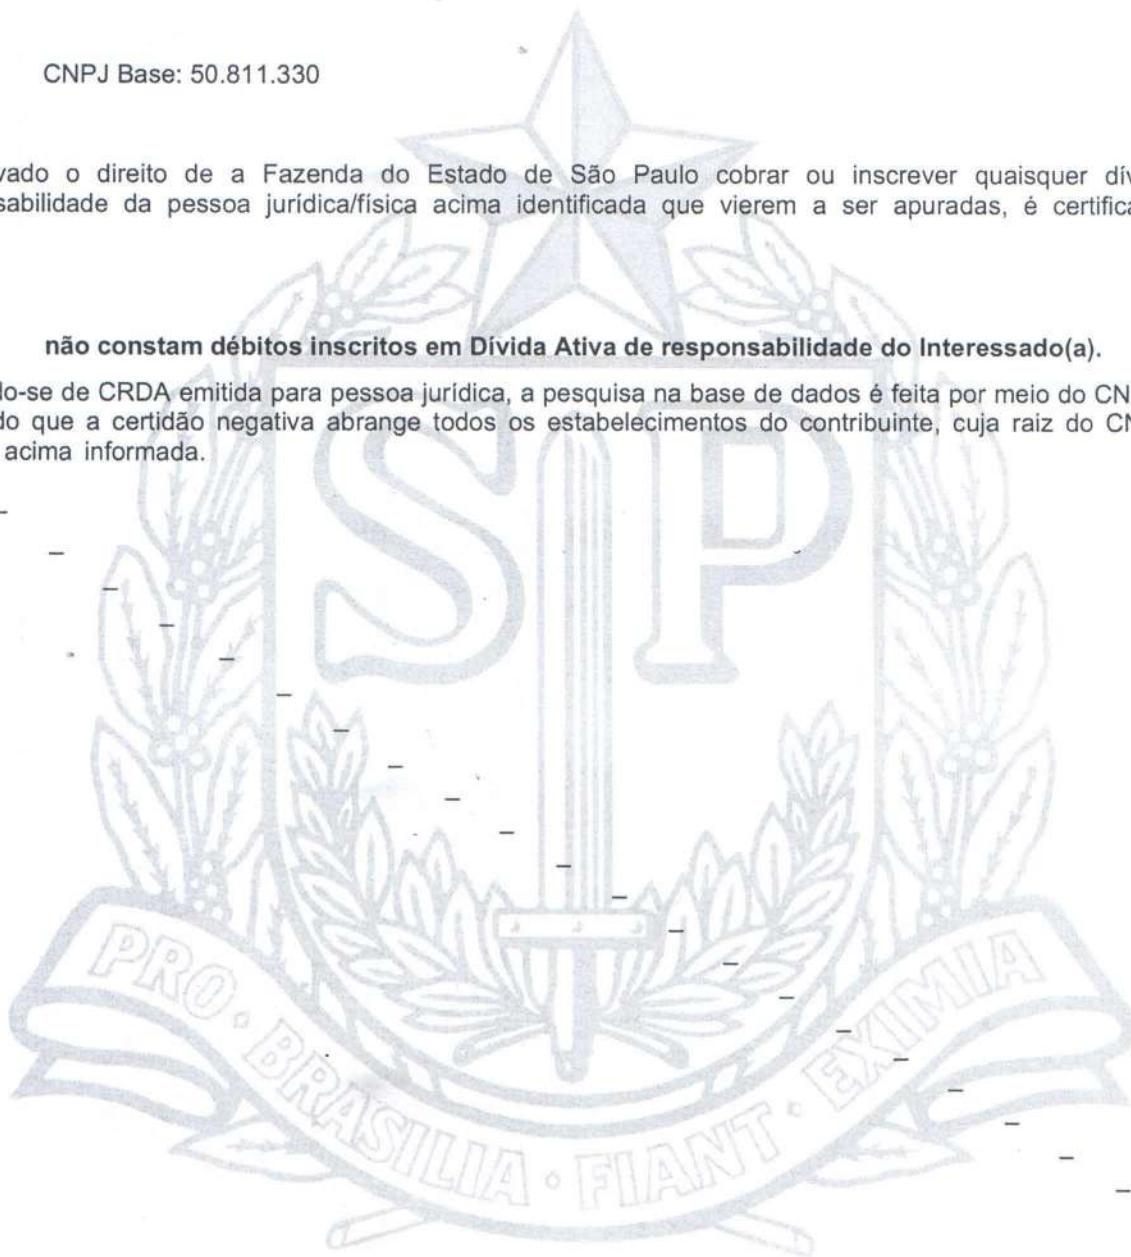 CNPJ Base: 50.811.330
vado o direito de a Fazenda do Estado de São Paulo cobrar ou inscrever quaisquer dív
sabilidade da pessoa jurídica/física acima identificada que vierem a ser apuradas, é certifica
não constam débitos inscritos em Dívida Ativa de responsabilidade do Interessado(a).
do-se de CRDA emitida para pessoa jurídica, a pesquisa na base de dados é feita por meio do CN
do que a certidão negativa abrange todos os estabelecimentos do contribuinte, cuja raiz do CN
acima informada.
SP
PRO · BRASILIA · FIANT · EXIMIA